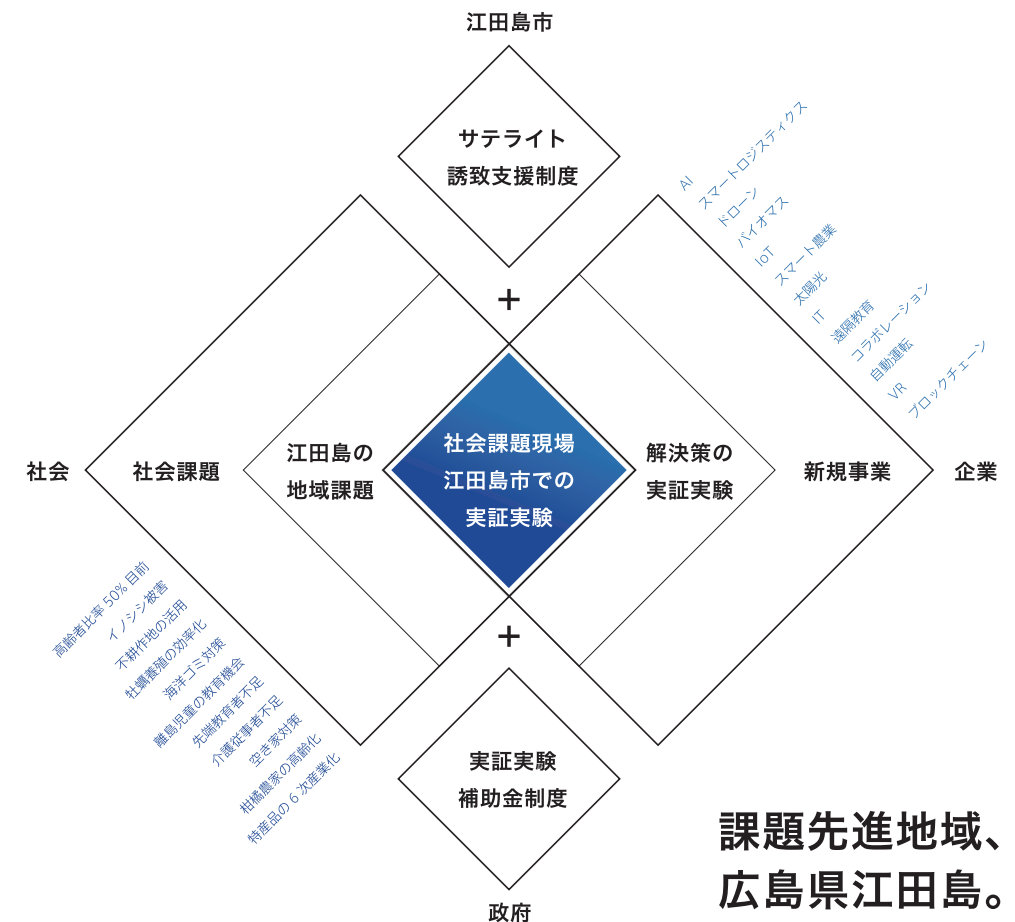 江田島市
サテライト
誘致支援制度
+
AI
スマートロジスティクス
ドローン
バイオマス
IoT
スマート農業
太陽光
IT
遠隔教育
コラボレーション
自動運転
VR
ブロックチェーン
社会
社会課題
江田島の
地域課題
社会課題現場
江田島市での
実証実験
解決策の
実証実験
新規事業
企業
高齢者比率 50% 目前
イノシシ被害
不耕作地の活用
牡蠣養殖の効率化
海洋ゴミ対策
離島児童の教育機会
先端教育者不足
介護従事者不足
空き家対策
柑橘農家の高齢化
特産品の 6 次産業化
+
実証実験
補助金制度
政府
課題先進地域、
広島県江田島。